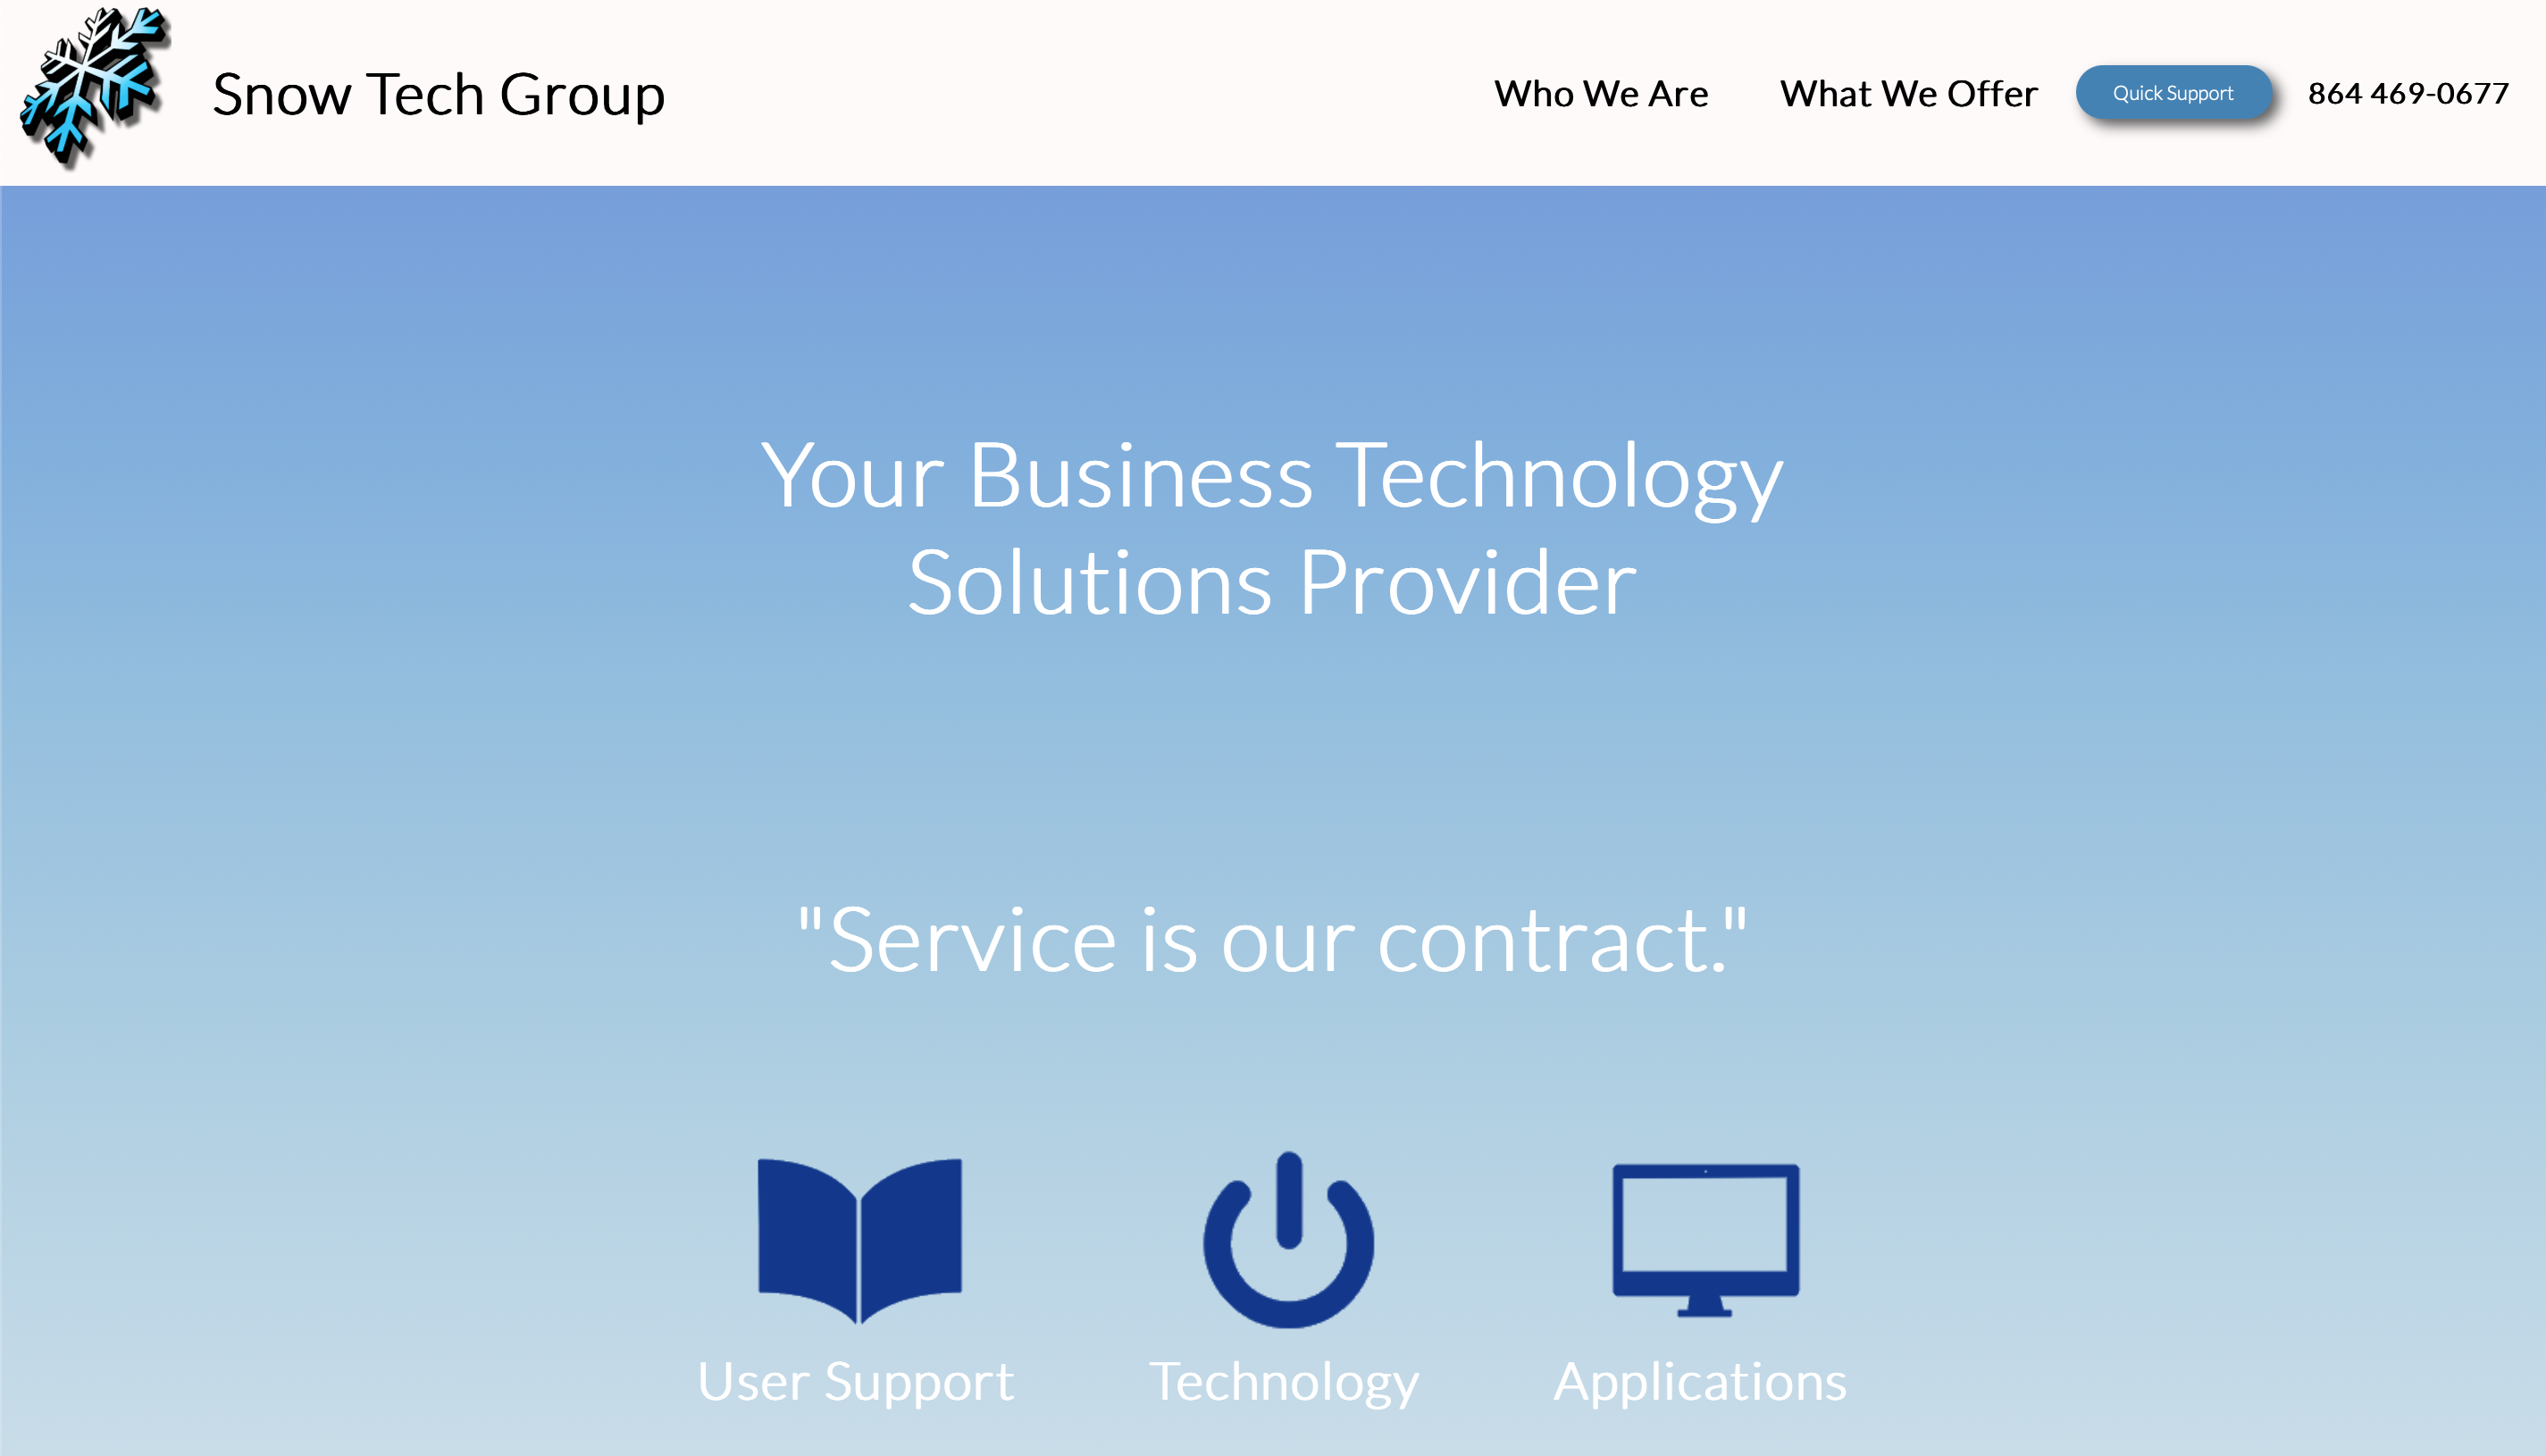 Snow Tech Group
Who We Are
What We Offer
Quick Support
864 469-0677
Your Business Technology
Solutions Provider
"Service is our contract."
User Support
Technology
Applications